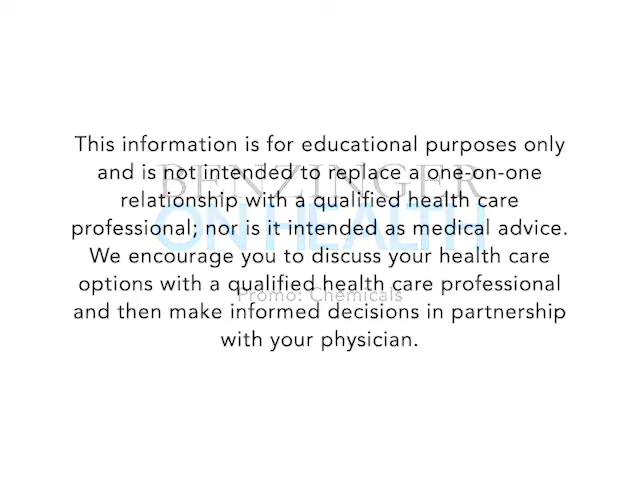 This information is for educational purposes only
and is not intended to replace a one-on-one
relationship with a qualified health care
professional; nor is it intended as medical advice.
We encourage you to discuss your health care
options with a qualified health care professional
and then make informed decisions in partnership
with your physician.
BENZINGER
ON HEALTH
Promo: Chemicals